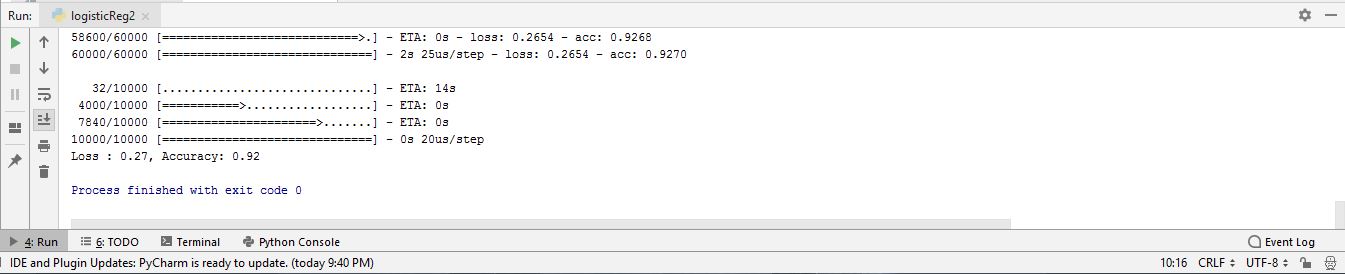 Run: logisticReg2
58600/60000 [============================>.] - ETA: 0s - loss: 0.2654 - acc: 0.9268
60000/60000 [==============================] - 2s 25us/step - loss: 0.2654 - acc: 0.9270
32/10000 [..............................] - ETA: 14s
4000/10000 [===========>..................] - ETA: 0s
7840/10000 [======================>.......] - ETA: 0s
10000/10000 [==============================] - 0s 20us/step
Loss : 0.27, Accuracy: 0.92
Process finished with exit code 0
4: Run 6: TODO Terminal Python Console Event Log
IDE and Plugin Updates: PyCharm is ready to update. (today 9:40 PM) 10:16 CRLF UTF-8